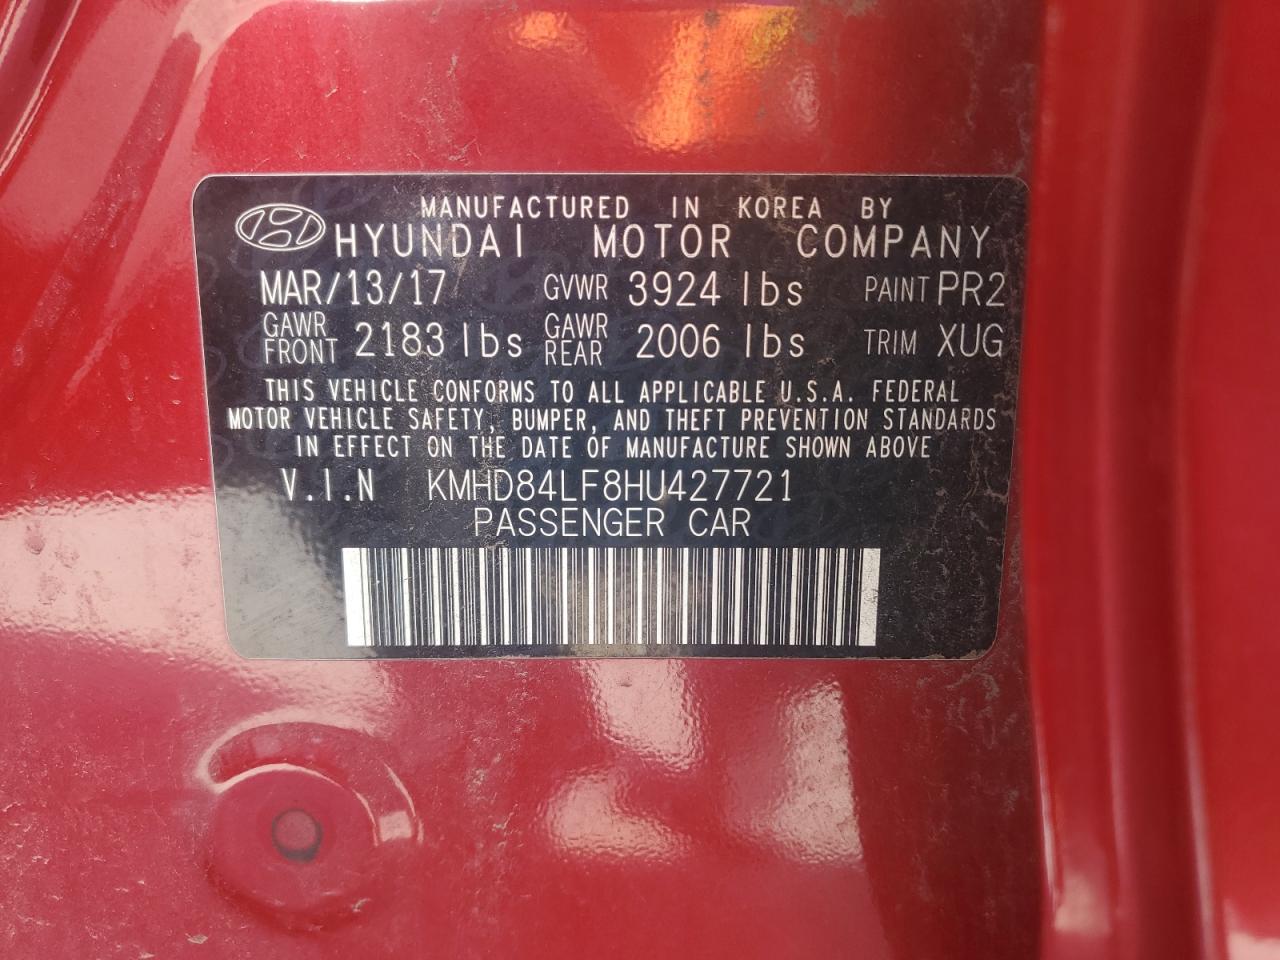 MANUFACTURED IN KOREA BY
HYUNDAI MOTOR COMPANY
MAR/13/17 GVWR 3924 lbs PAINT PR2
GAWR FRONT 2183 lbs GAWR REAR 2006 lbs TRIM XUG
THIS VEHICLE CONFORMS TO ALL APPLICABLE U.S.A. FEDERAL
MOTOR VEHICLE SAFETY, BUMPER, AND THEFT PREVENTION STANDARDS
IN EFFECT ON THE DATE OF MANUFACTURE SHOWN ABOVE
V.I.N KMHD84LF8HU427721
PASSENGER CAR